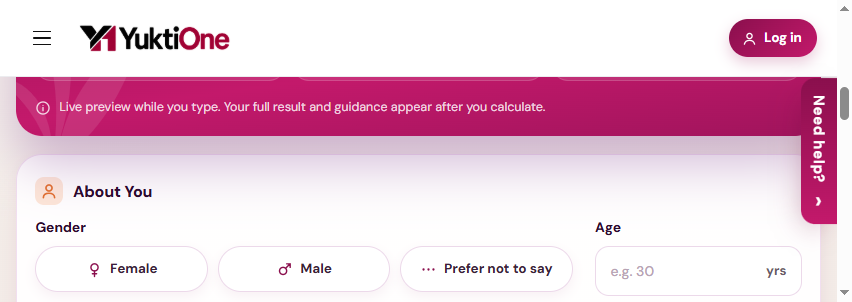 YuktiOne
Log in
Live preview while you type. Your full result and guidance appear after you calculate.
Need help?
About You
Gender
Age
Female
Male
Prefer not to say
e.g. 30
yrs